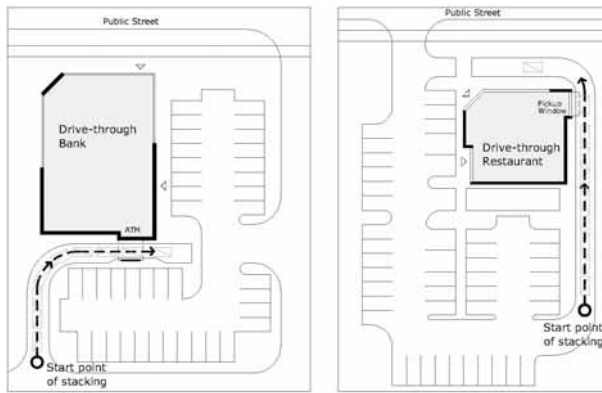 Public Street
Drive-through
Bank
ATH
Start point
of stacking
Public Street
Pickup
Window
Drive-through
Restaurant
Start point
of stacking